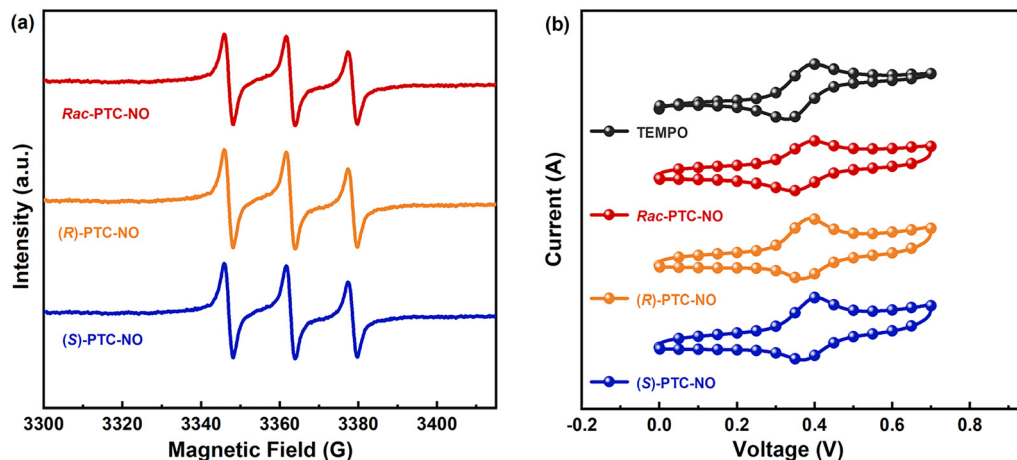 (a)
Rac-PTC-NO
(R)-PTC-NO
(S)-PTC-NO
Intensity (a.u.)
3300 3320 3340 3360 3380 3400
Magnetic Field (G)
(b)
TEMPO
Rac-PTC-NO
(R)-PTC-NO
(S)-PTC-NO
Current (A)
-0.2 0.0 0.2 0.4 0.6 0.8
Voltage (V)